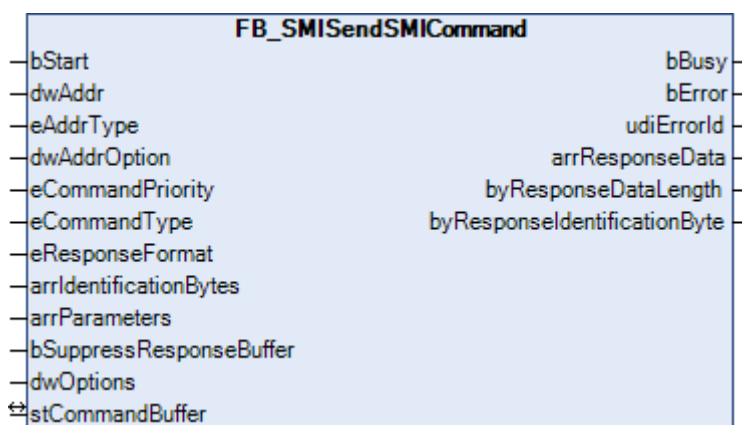 FB_SMISendSMICommand
bStart bBusy
dwAddr bError
eAddrType udiErrorId
dwAddrOption arrResponseData
eCommandPriority byResponseDataLength
eCommandType byResponseIdentificationByte
eResponseFormat
arrIdentificationBytes
arrParameters
bSuppressResponseBuffer
dwOptions
stCommandBuffer